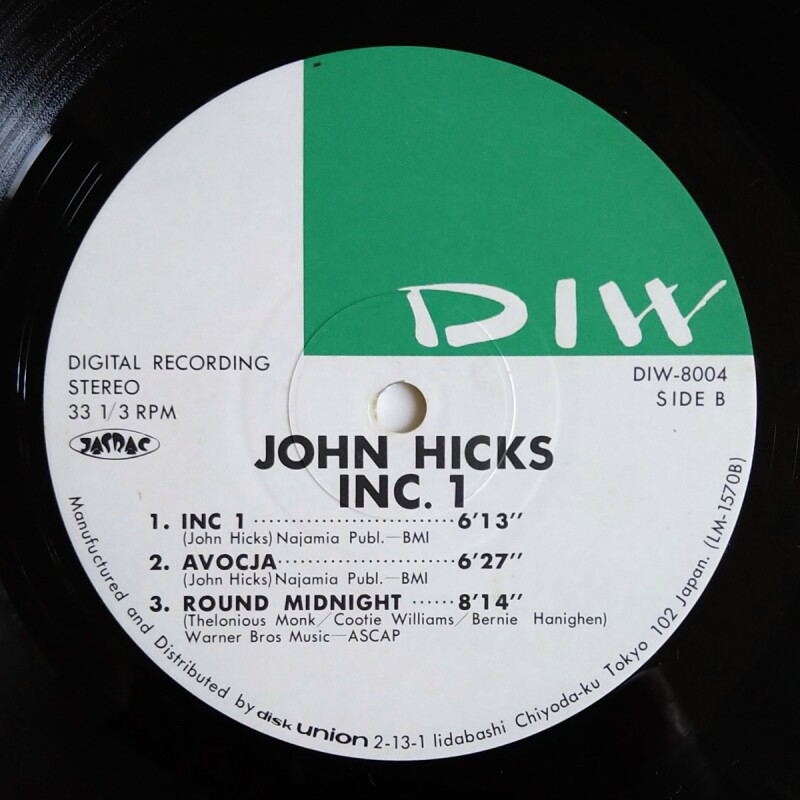 DIW
DIGITAL RECORDING
STEREO
33 1/3 RPM
JASRAC
DIW-8004
SIDE B
JOHN HICKS
INC. 1
1. INC 1 ··························6'13''
(John Hicks) Najamia Publ.—BMI
2. AVOCJA·······················6'27''
(John Hicks) Najamia Publ.—BMI
3. ROUND MIDNIGHT ······8'14''
(Thelonious Monk/Cootie Williams/Bernie Hanighen)
Warner Bros Music—ASCAP
Manufuctured and Distributed by disk union 2-13-1 Iidabashi Chiyoda-ku Tokyo 102 Japan. (LM-1570B)